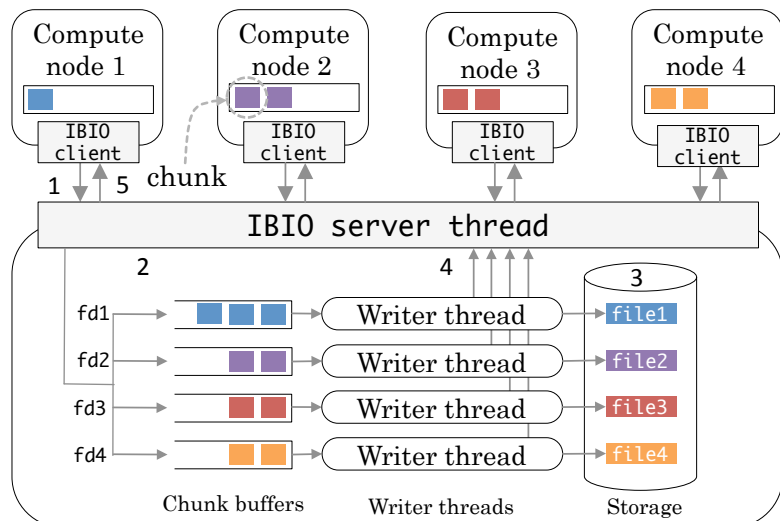 Compute
node 1
Compute
node 2
Compute
node 3
Compute
node 4
IBIO
client
IBIO
client
IBIO
client
IBIO
client
chunk
1
5
IBIO server thread
2
4
3
fd1
Writer thread
file1
fd2
Writer thread
file2
fd3
Writer thread
file3
fd4
Writer thread
file4
Chunk buffers
Writer threads
Storage